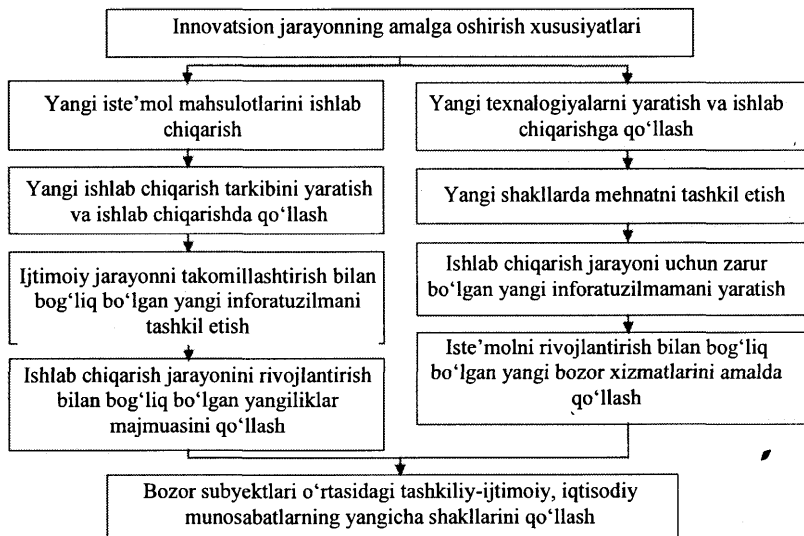 Innovatsion jarayonning amalga oshirish xususiyatlari
Yangi iste’mol mahsulotlarini ishlab
chiqarish
Yangi ishlab chiqarish tarkibini yaratish
va ishlab chiqarishda qo‘llash
Ijtimoiy jarayonni takomillashtirish bilan
bog‘liq bo‘lgan yangi inforatuzilmani
tashkil etish
Ishlab chiqarish jarayonini rivojlantirish
bilan bog‘liq bo‘lgan yangiliklar
majmuasini qo‘llash
Yangi texnalogiyalarni yaratish va ishlab
chiqarishga qo‘llash
Yangi shakllarda mehnatni tashkil etish
Ishlab chiqarish jarayoni uchun zarur
bo‘lgan yangi inforatuzilmamani yaratish
Iste’molni rivojlantirish bilan bog‘liq
bo‘lgan yangi bozor xizmatlarini amalda
qo‘llash
Bozor subyektlari o‘rtasidagi tashkiliy-ijtimoiy, iqtisodiy
munosabatlarning yangicha shakllarini qo‘llash